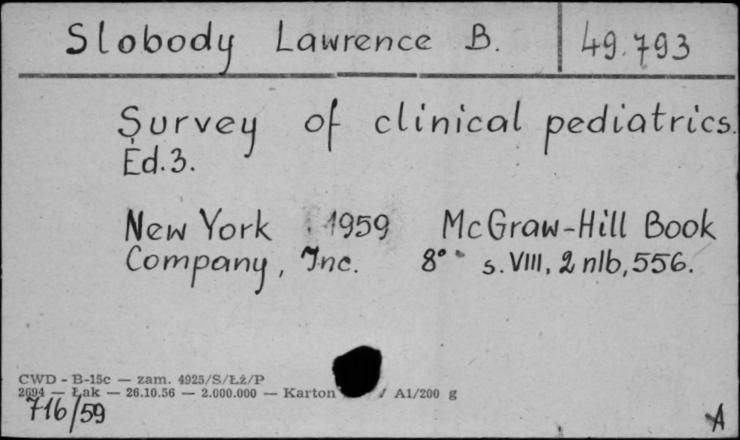 Slobody Lawrence B. 49.793
Survey of clinical pediatrics.
Ed.3.
New York 1959 McGraw-Hill Book
Company, Inc. 8° s. VIII, 2 nlb, 556.
CWD - B-15c — zam. 4925/S/Łż/P
2694 — Łak — 26.10.56 — 2.000.000 — Karton / A1/200 g
716/59
A